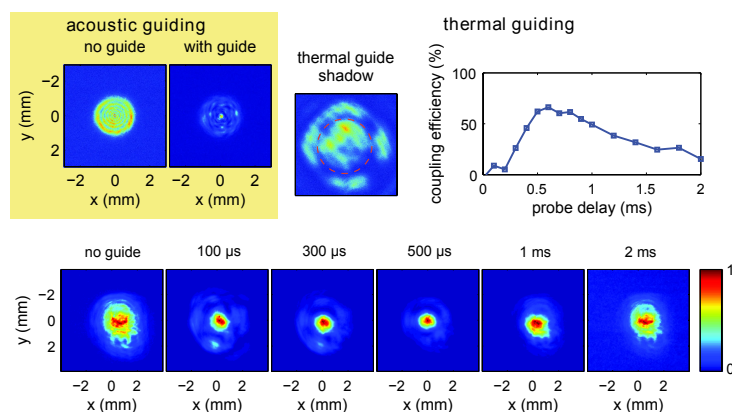 acoustic guiding
no guide
with guide
−2
0
2
y (mm)
−2 0 2
−2 0 2
x (mm)
x (mm)
thermal guide
shadow
thermal guiding
100
50
0
coupling efficiency (%)
0 0.5 1 1.5 2
probe delay (ms)
no guide
100 µs
300 µs
500 µs
1 ms
2 ms
−2
0
2
y (mm)
−2 0 2
−2 0 2
−2 0 2
−2 0 2
−2 0 2
−2 0 2
x (mm)
x (mm)
x (mm)
x (mm)
x (mm)
x (mm)
1
0